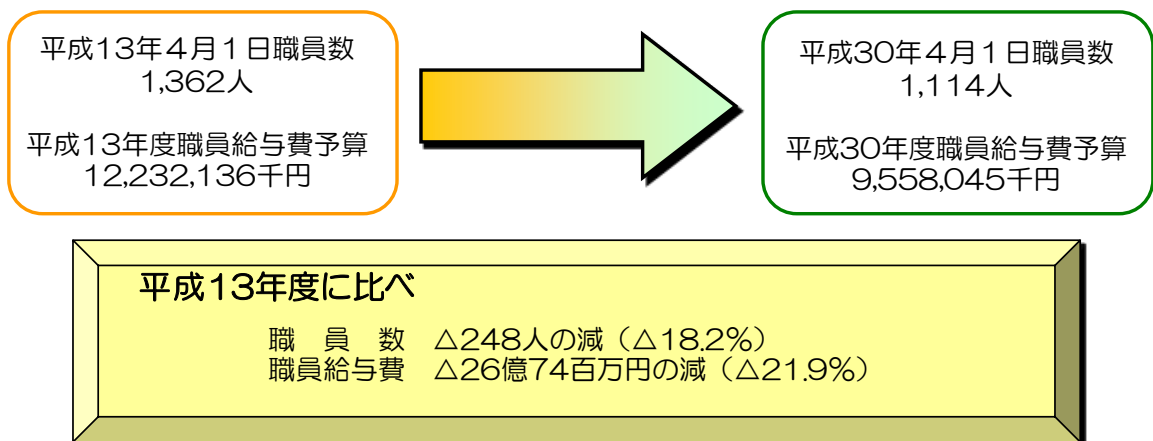 平成13年４月１日職員数
1,362人
平成13年度職員給与費予算
12,232,136千円
平成30年４月１日職員数
1,114人
平成30年度職員給与費予算
9,558,045千円
平成13年度に比べ
職　員　数　△248人の減（△18.2%）
職員給与費　△26億74百万円の減（△21.9%）